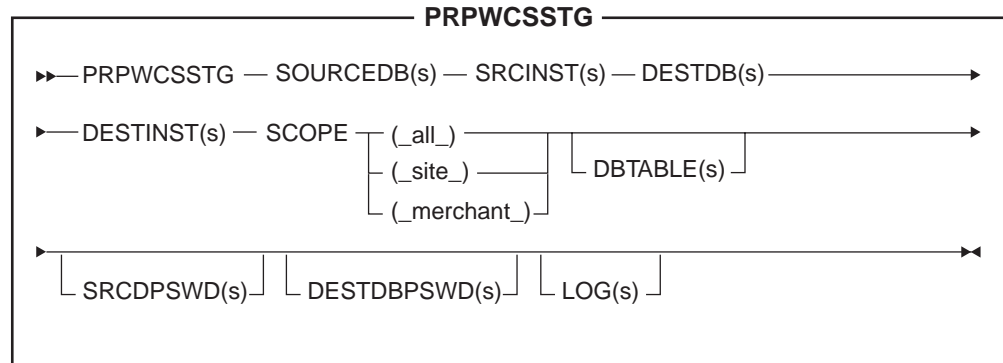 PRPWCSSTG
PRPWCSSTG SOURCEDB(s) SRCINST(s) DESTDB(s)
DESTINST(s) SCOPE (_all_)
(_site_) DBTABLE(s)
(_merchant_)
SRCDPSWD(s) DESTDBPSWD(s) LOG(s)